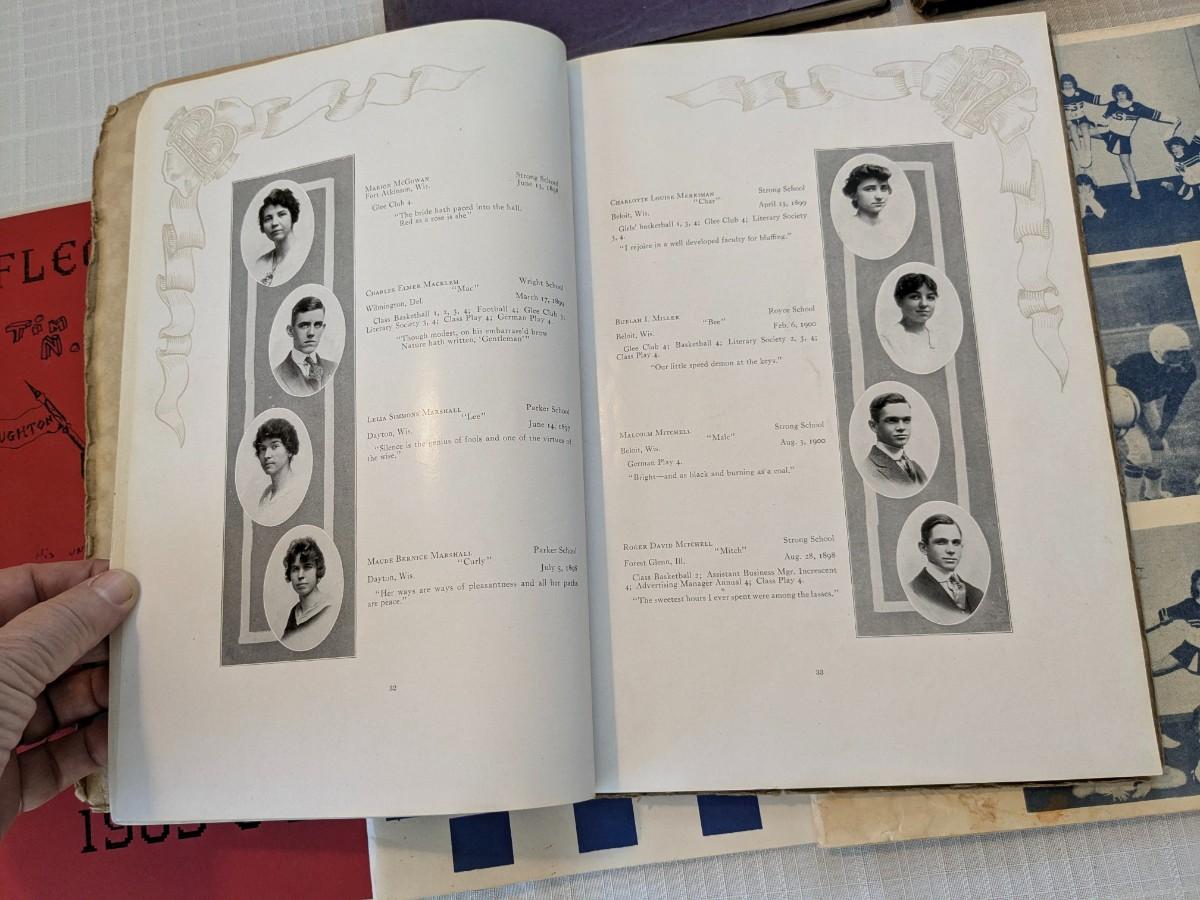 MARION MCGOWAN Strong School
Fort Atkinson, Wis. June 13, 1898
Glee Club 4.
"The bride hath paced into the hall,
Red as a rose is she"
CHARLES ELMER MACKLEM Wright School
"Mac"
Wilmington, Del. March 17, 1899
Class Basketball 1, 2, 3, 4; Football 4; Glee Club 3;
Literary Society 3, 4; Class Play 4; German Play 4.
"Though modest, on his embarras'd brow
Nature hath written, 'Gentleman'"
LELIA SIMMONS MARSHALL Parker School
"Lee"
Dayton, Wis. June 14, 1897
"Silence is the genius of fools and one of the virtues of
the wise."
MAUDE BERNICE MARSHALL Parker School
"Curly"
Dayton, Wis. July 5, 1898
"Her ways are ways of pleasantness and all her paths
are peace."
32
CHARLOTTE LOUISE MERRIMAN Strong School
"Char"
Beloit, Wis. April 23, 1899
Girls' basketball 1, 3, 4; Glee Club 4; Literary Society
3, 4.
"I rejoice in a well developed faculty for bluffing."
BUELAH I. MILLER Royce School
"Bee"
Beloit, Wis. Feb. 6, 1900
Glee Club 4; Basketball 4; Literary Society 2, 3, 4;
Class Play 4.
"Our little speed demon at the keys."
MALCOLM MITCHELL Strong School
"Malc"
Beloit, Wis. Aug. 3, 1900
German Play 4.
"Bright—and as black and burning as a coal."
ROGER DAVID MITCHELL Strong School
"Mitch"
Forest Glenn, Ill. Aug. 28, 1898
Class Basketball 2; Assistant Business Mgr. Increscent
4; Advertising Manager Annual 4; Class Play 4.
"The sweetest hours I ever spent were among the lasses."
33
FLEC
TIM
N.
UGHTON
His